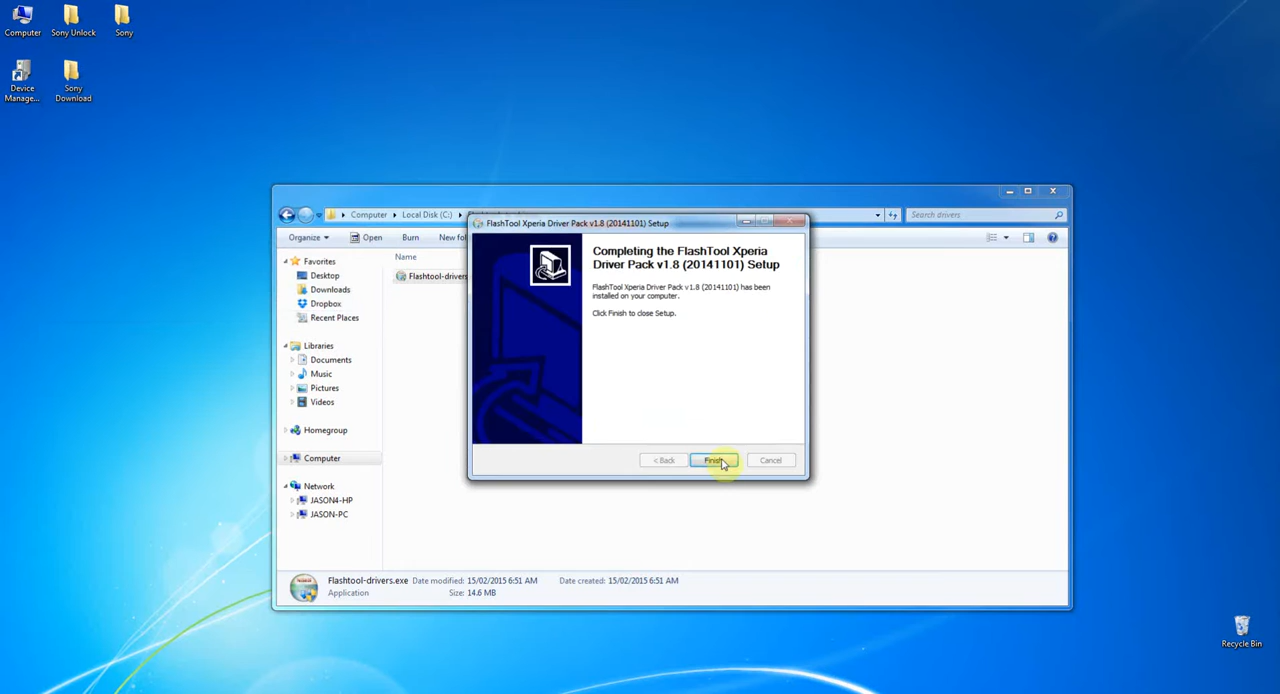 Computer
Sony Unlock
Sony
Device
Manage...
Sony
Download
Computer
Local Disk (C:)
Search drivers
Organize
Open
Burn
New fol
Favorites
Desktop
Downloads
Dropbox
Recent Places
Libraries
Documents
Music
Pictures
Videos
Homegroup
Computer
Network
JASON4-HP
JASON-PC
Name
Flashtool-drivers
FlashTool Xperia Driver Pack v1.8 (20141101) Setup
Completing the FlashTool Xperia
Driver Pack v1.8 (20141101) Setup
FlashTool Xperia Driver Pack v1.8 (20141101) has been
installed on your computer.
Click Finish to close Setup.
< Back
Finish
Cancel
Flashtool-drivers.exe Date modified: 15/02/2015 6:51 AM Date created: 15/02/2015 6:51 AM
Application Size: 14.6 MB
Recycle Bin